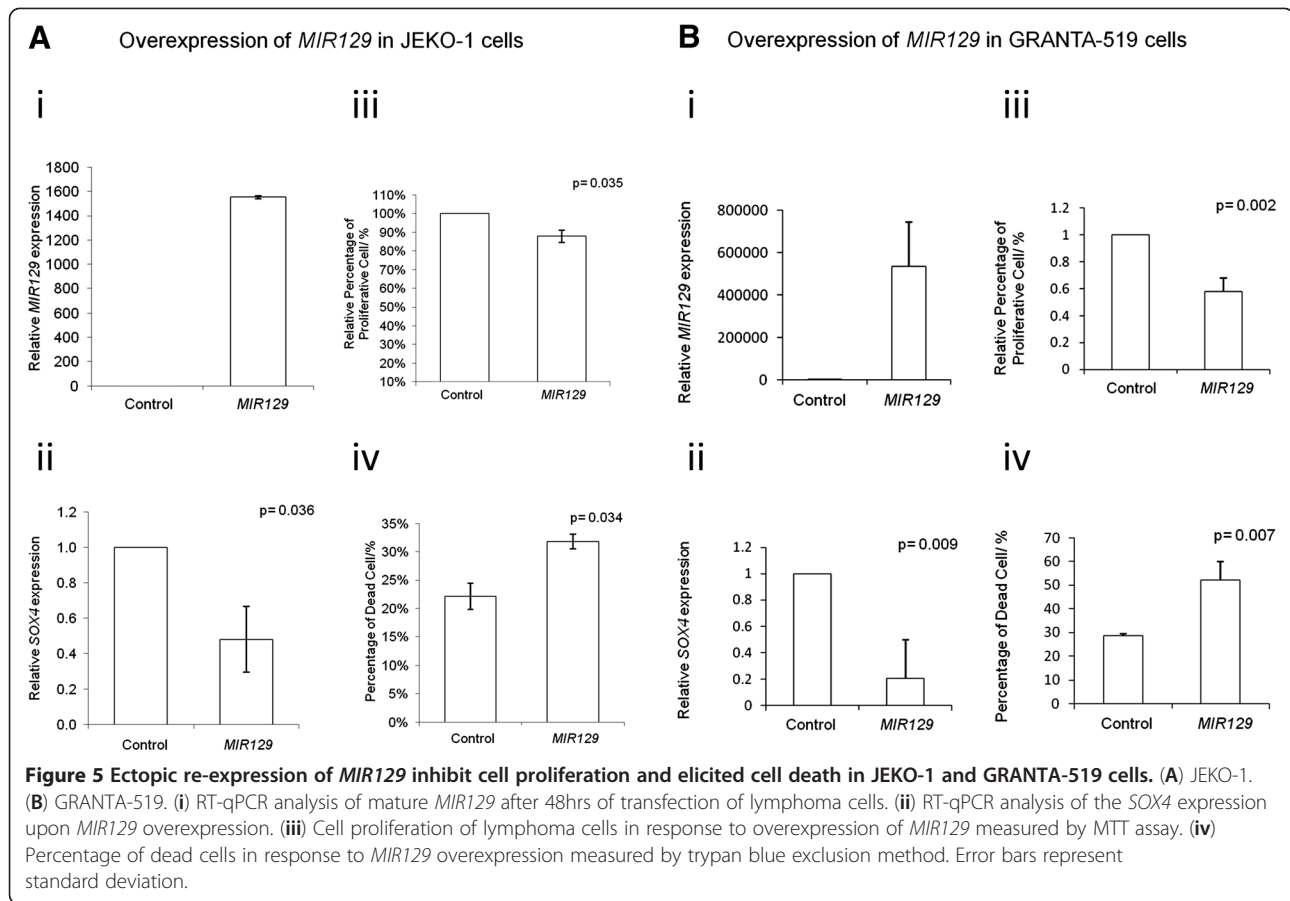 A Overexpression of MIR129 in JEKO-1 cells
i
Relative MIR129 expression
1800
1600
1400
1200
1000
800
600
400
200
0
Control MIR129
iii
p= 0.035
Relative Percentage of
Proliferative Cell/ %
110%
100%
90%
80%
70%
60%
50%
40%
30%
20%
10%
Control MIR129
ii
p= 0.036
Relative SOX4 expression
1.2
1.0
0.8
0.6
0.4
0.2
0.0
Control MIR129
iv
p= 0.034
Percentage of Dead Cell/%
35%
30%
25%
20%
15%
10%
5%
0%
Control MIR129
B Overexpression of MIR129 in GRANTA-519 cells
i
Relative MIR129 expression
800000
600000
400000
200000
0
Control MIR129
iii
p= 0.002
Relative Percentage of
Proliferative Cell/ %
1.2
1
0.8
0.6
0.4
0.2
0
Control MIR129
ii
p= 0.009
Relative SOX4 expression
1.2
1
0.8
0.6
0.4
0.2
0
Control MIR129
iv
p= 0.007
Percentage of Dead Cell/ %
70
60
50
40
30
20
10
0
Control MIR129
Figure 5 Ectopic re-expression of MIR129 inhibit cell proliferation and elicited cell death in JEKO-1 and GRANTA-519 cells. (A) JEKO-1.
(B) GRANTA-519. (i) RT-qPCR analysis of mature MIR129 after 48hrs of transfection of lymphoma cells. (ii) RT-qPCR analysis of the SOX4 expression
upon MIR129 overexpression. (iii) Cell proliferation of lymphoma cells in response to overexpression of MIR129 measured by MTT assay. (iv)
Percentage of dead cells in response to MIR129 overexpression measured by trypan blue exclusion method. Error bars represent
standard deviation.